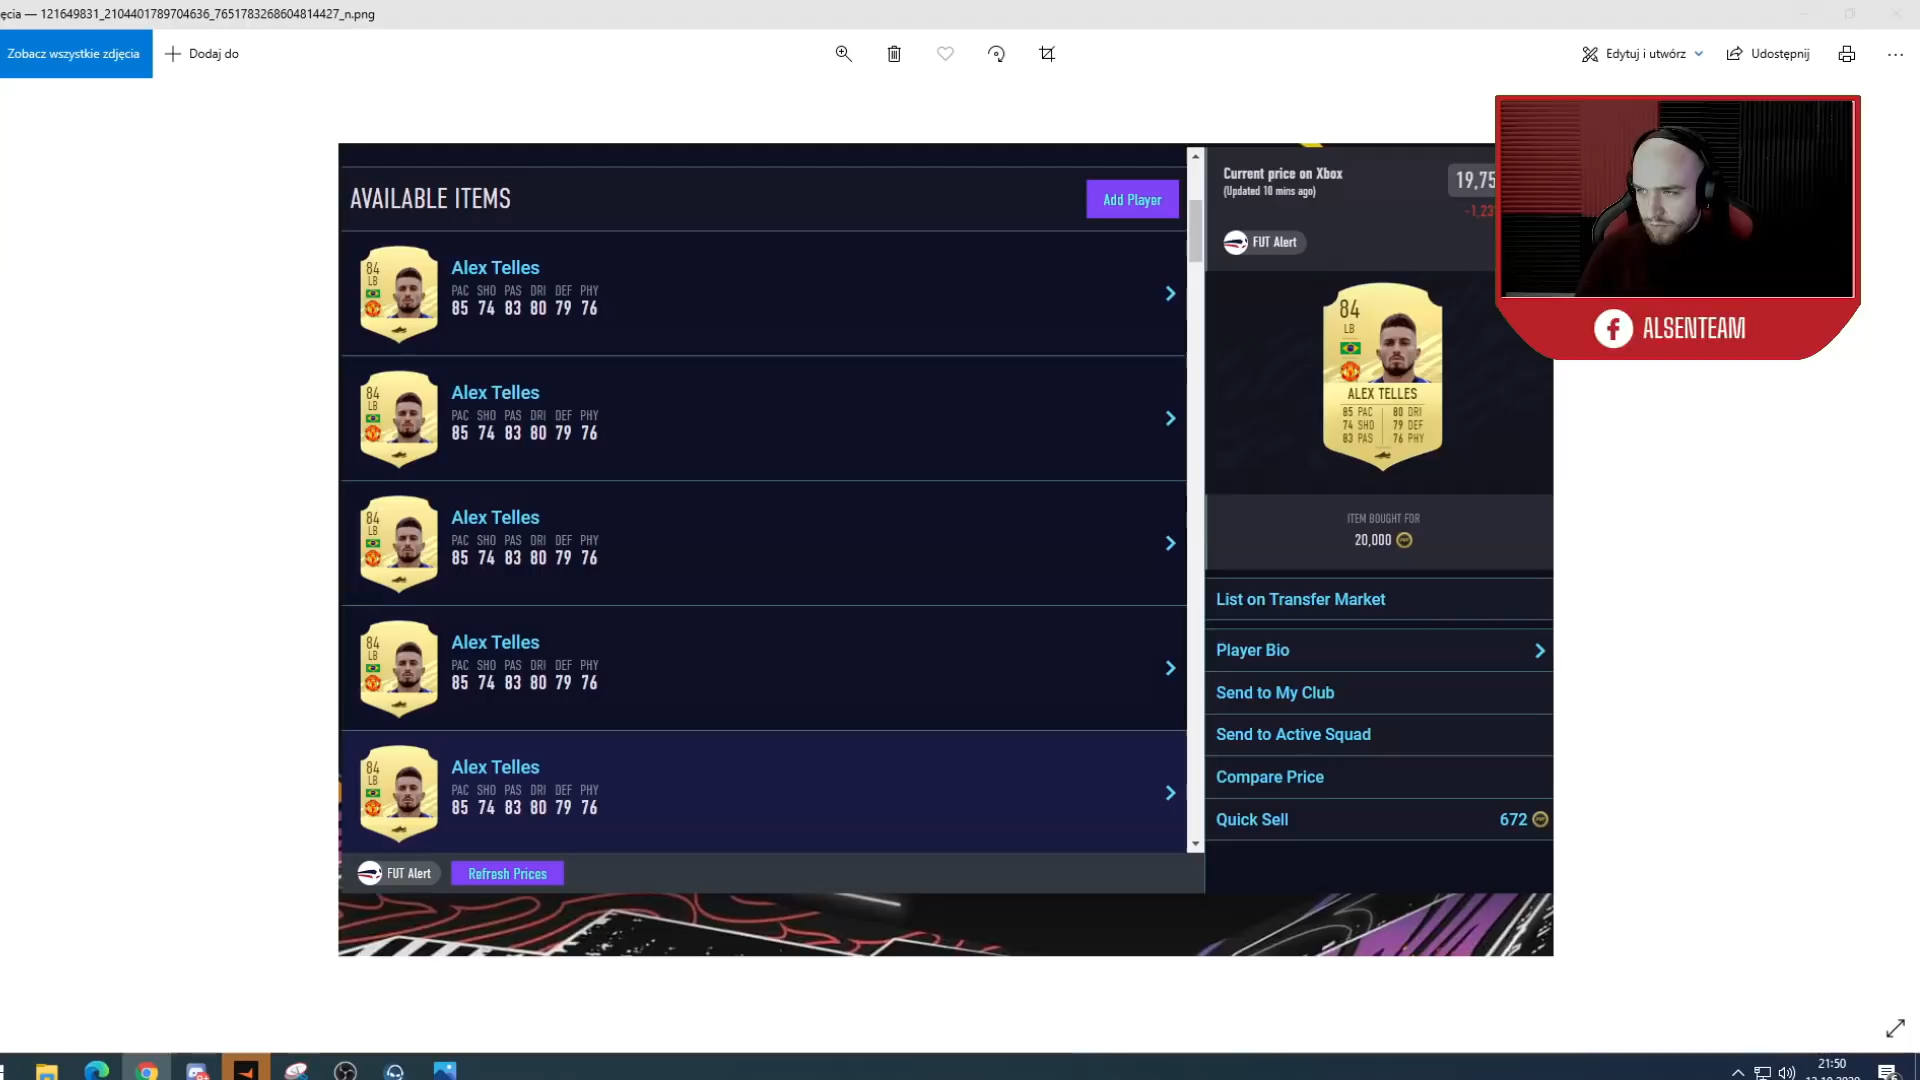 ęcia — 121649831_2104401789704636_7651783268604814427_n.png
Zobacz wszystkie zdjęcia
Dodaj do
Edytuj i utwórz
Udostępnij
AVAILABLE ITEMS
Add Player
84
LB
Alex Telles
PAC SHO PAS DRI DEF PHY
85 74 83 80 79 76
84
LB
Alex Telles
PAC SHO PAS DRI DEF PHY
85 74 83 80 79 76
84
LB
Alex Telles
PAC SHO PAS DRI DEF PHY
85 74 83 80 79 76
84
LB
Alex Telles
PAC SHO PAS DRI DEF PHY
85 74 83 80 79 76
84
LB
Alex Telles
PAC SHO PAS DRI DEF PHY
85 74 83 80 79 76
FUT Alert
Refresh Prices
Current price on Xbox
(Updated 10 mins ago)
19,75
-1,23
FUT Alert
84
LB
ALEX TELLES
85 PAC 80 DRI
74 SHO 79 DEF
83 PAS 76 PHY
ITEM BOUGHT FOR
20,000
List on Transfer Market
Player Bio
Send to My Club
Send to Active Squad
Compare Price
Quick Sell 672
ALSENTEAM
21:50